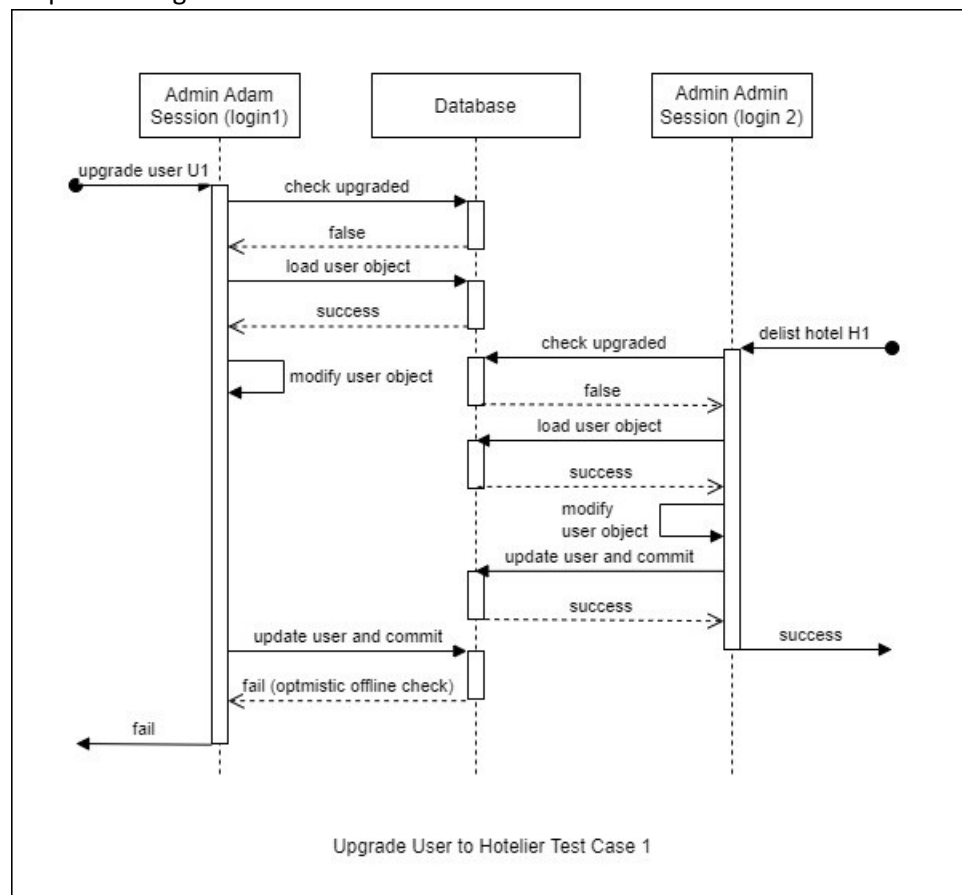 Admin Adam
Session (login1)
Database
Admin Admin
Session (login 2)
upgrade user U1
check upgraded
false
load user object
success
delist hotel H1
check upgraded
modify user object
false
load user object
success
modify
user object
update user and commit
success
update user and commit
success
fail (optmistic offline check)
fail
Upgrade User to Hotelier Test Case 1